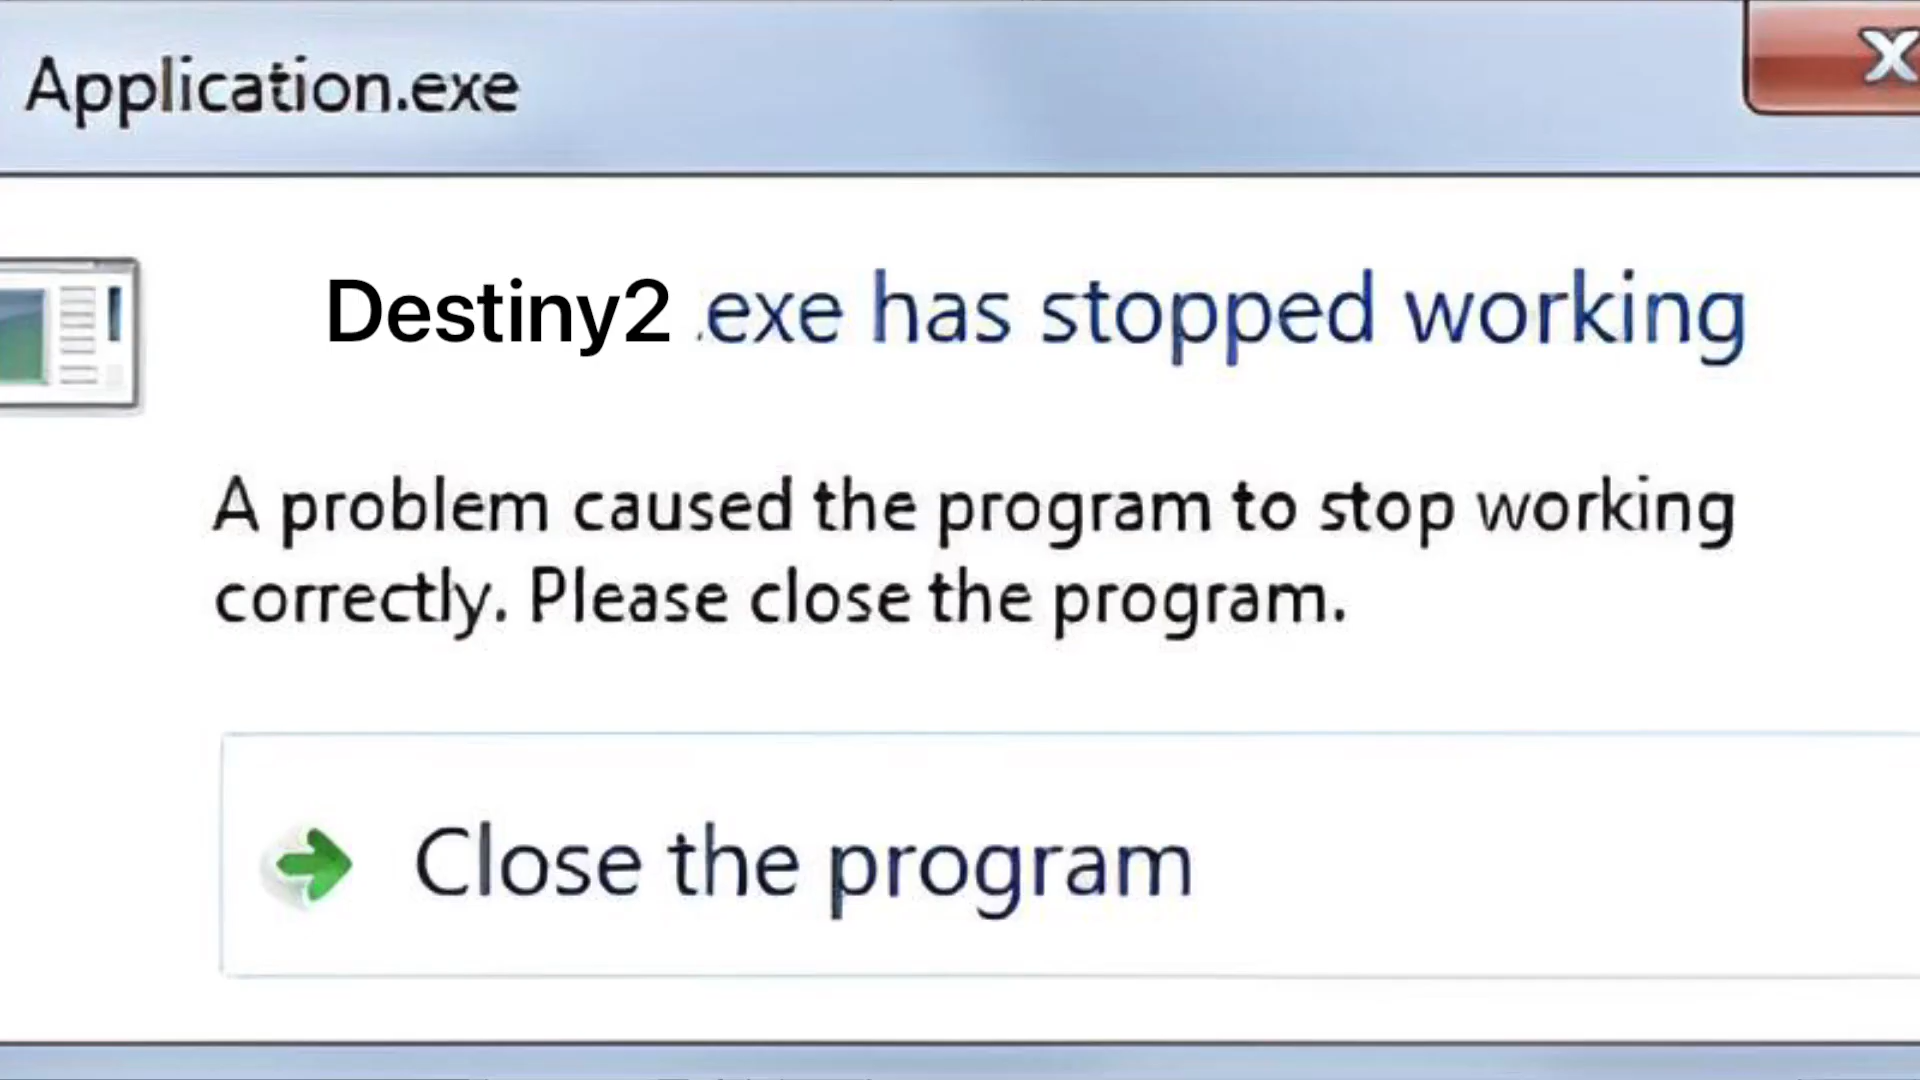 Application.exe
x
Destiny2 .exe has stopped working
A problem caused the program to stop working
correctly. Please close the program.
Close the program